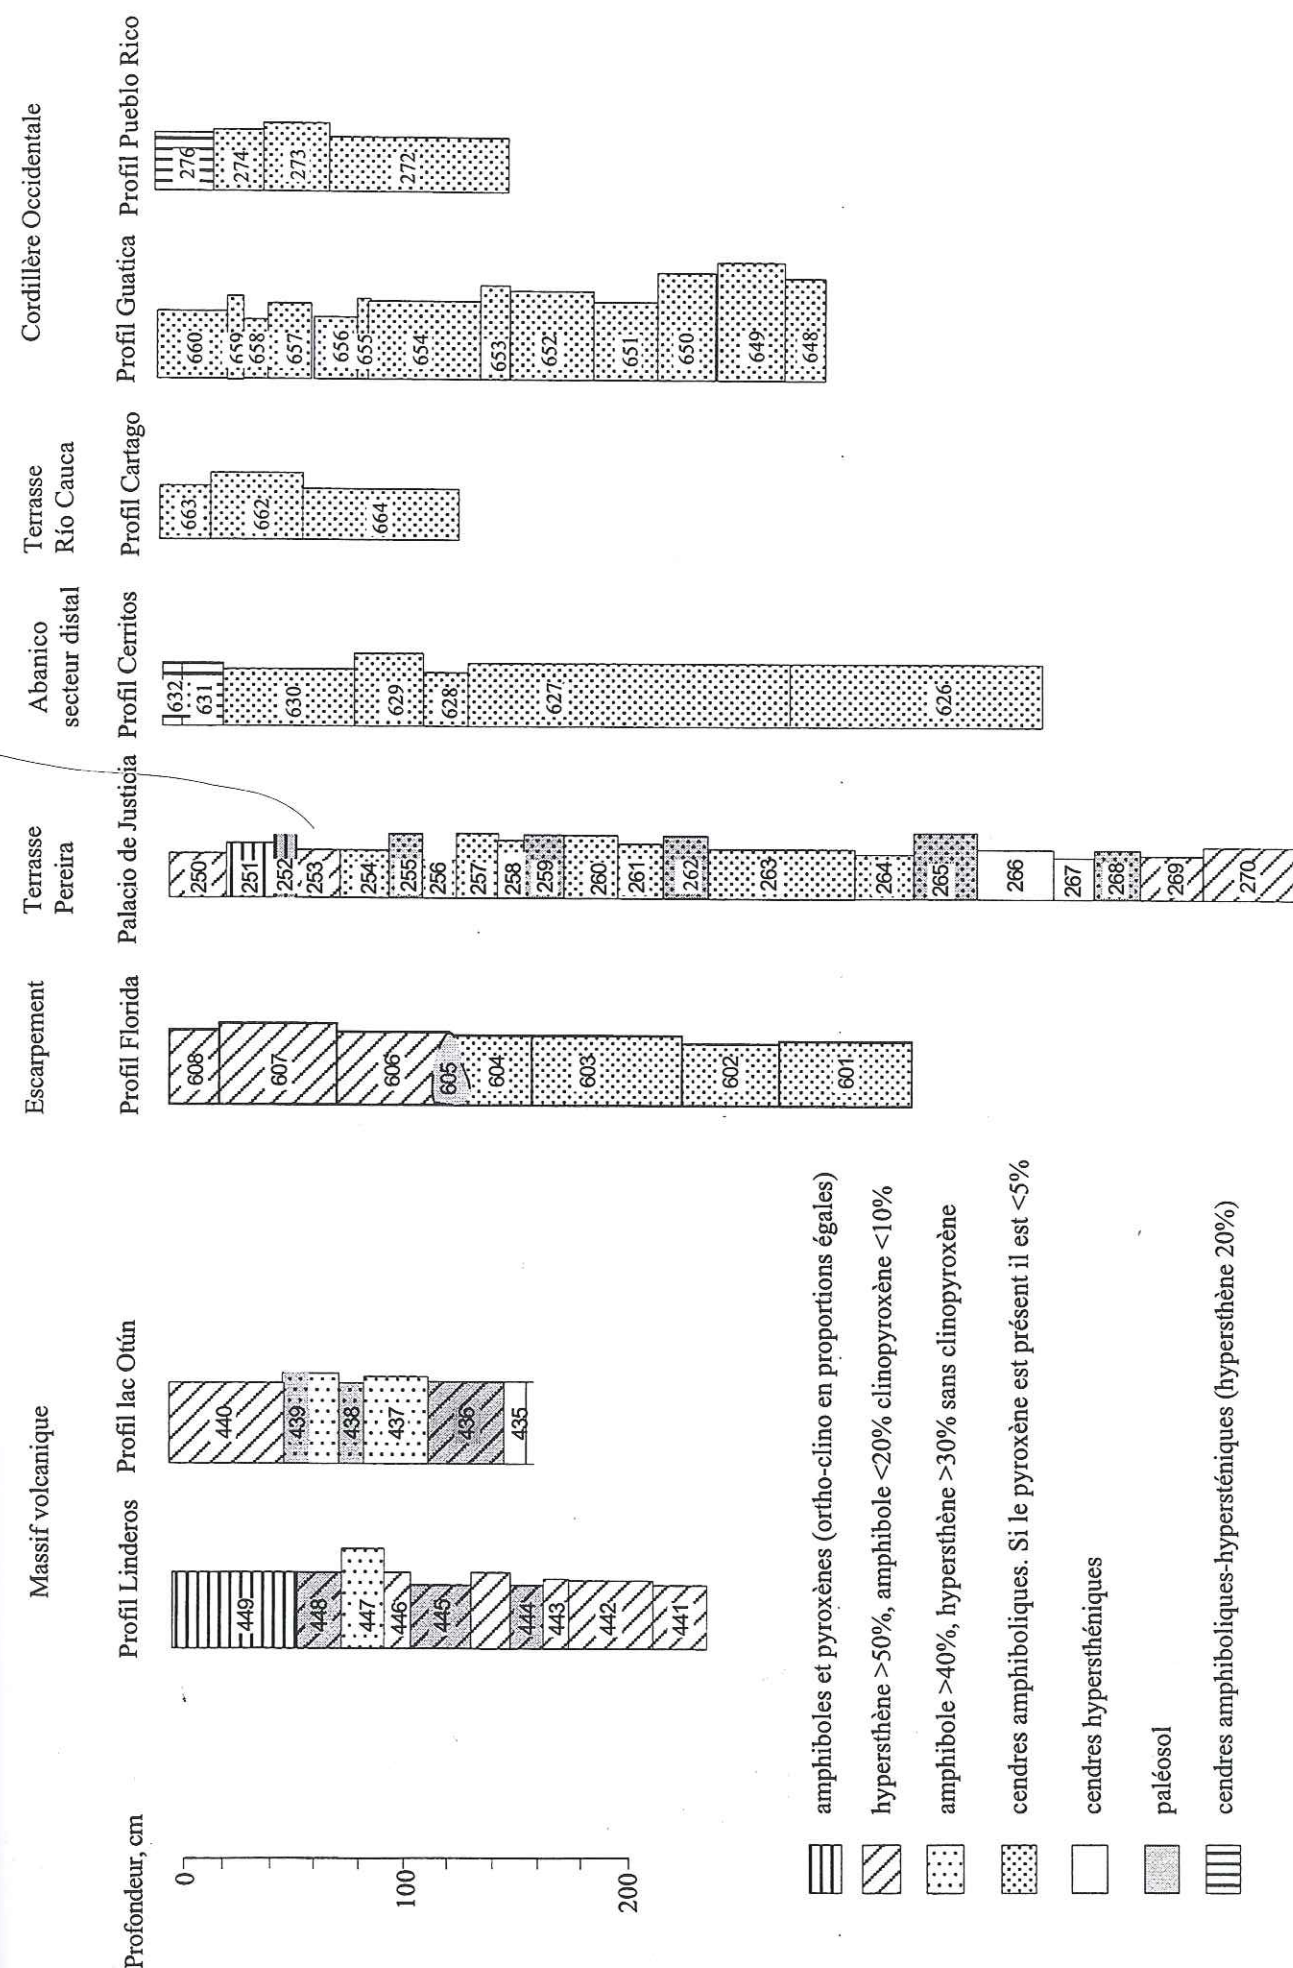 Massif volcanique
Escarpement
Terrasse
Pereira
Abanico
secteur distal
Terrasse
Río Cauca
Cordillère Occidentale
Profondeur, cm
Profil Linderos
Profil lac Otún
Profil Florida
Palacio de Justicia
Profil Cerritos
Profil Cartago
Profil Guatica
Profil Pueblo Rico
0
100
200
449
448
447
446
445
444
443
442
441
440
439
438
437
436
435
608
607
606
605
604
603
602
601
250
251
252
253
254
255
256
257
258
259
260
261
262
263
264
265
266
267
268
269
270
632
631
630
629
628
627
626
663
662
664
660
659
658
657
656
655
654
653
652
651
650
649
648
276
274
273
272
amphiboles et pyroxènes (ortho-clino en proportions égales)
hypersthène >50%, amphibole <20% clinopyroxène <10%
amphibole >40%, hypersthène >30% sans clinopyroxène
cendres amphiboliques. Si le pyroxène est présent il est <5%
cendres hypersthéniques
paléosol
cendres amphiboliques-hypersténiques (hypersthène 20%)